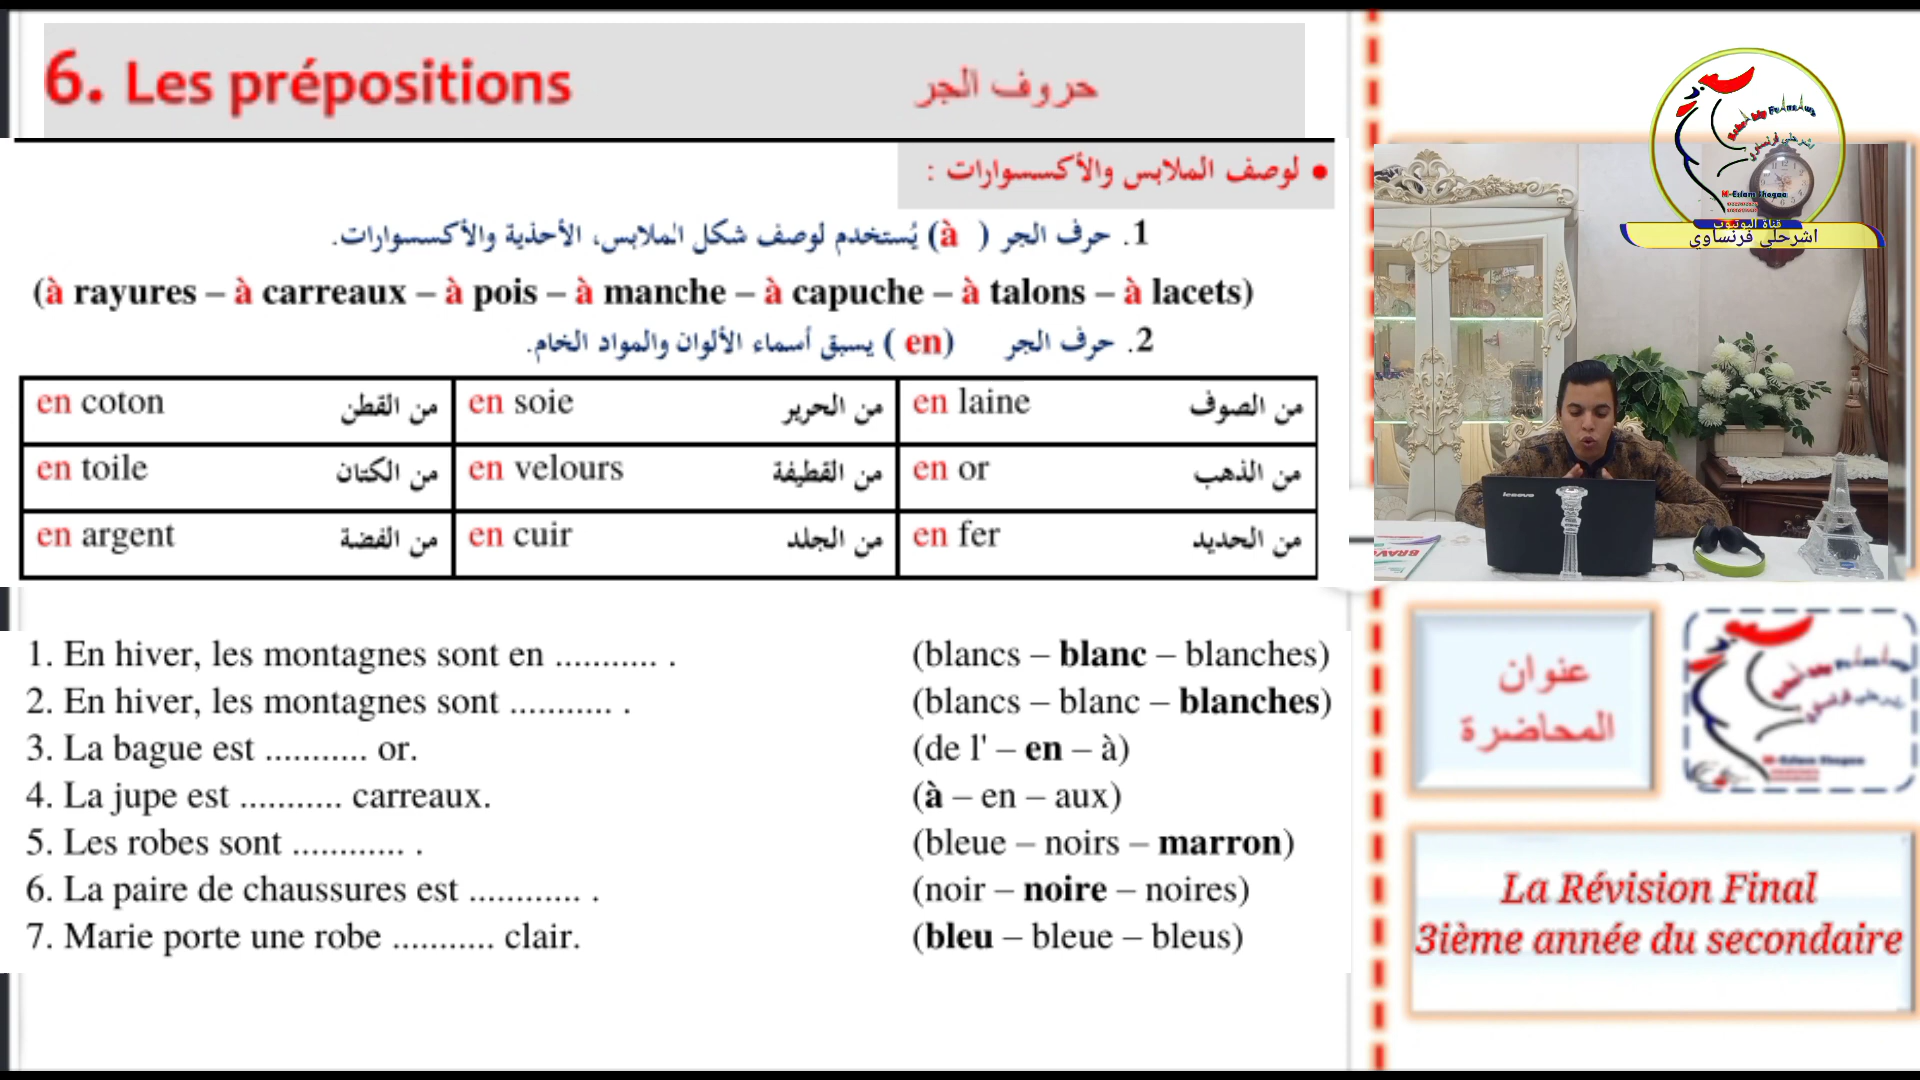 6. Les prépositions
حروف الجر
• لوصف الملابس والأكسسوارات :
1. حرف الجر ( à ) يُستخدم لوصف شكل الملابس، الأحذية والأكسسوارات.
(à rayures – à carreaux – à pois – à manche – à capuche – à talons – à lacets)
2. حرف الجر (en ) يسبق أسماء الألوان والمواد الخام.
en coton من القطن en soie من الحرير en laine من الصوف
en toile من الكتان en velours من القطيفة en or من الذهب
en argent من الفضة en cuir من الجلد en fer من الحديد
1. En hiver, les montagnes sont en ........... . (blancs – blanc – blanches)
2. En hiver, les montagnes sont ........... . (blancs – blanc – blanches)
3. La bague est ........... or. (de l' – en – à)
4. La jupe est ........... carreaux. (à – en – aux)
5. Les robes sont ............ . (bleue – noirs – marron)
6. La paire de chaussures est ............ . (noir – noire – noires)
7. Marie porte une robe ........... clair. (bleu – bleue – bleus)
اشرحلي فرنساوي
M-Eslam Shogaa
قناة اليوتيوب
اشرحلي فرنساوي
lenovo
عنوان
المحاضرة
La Révision Final
3ième année du secondaire